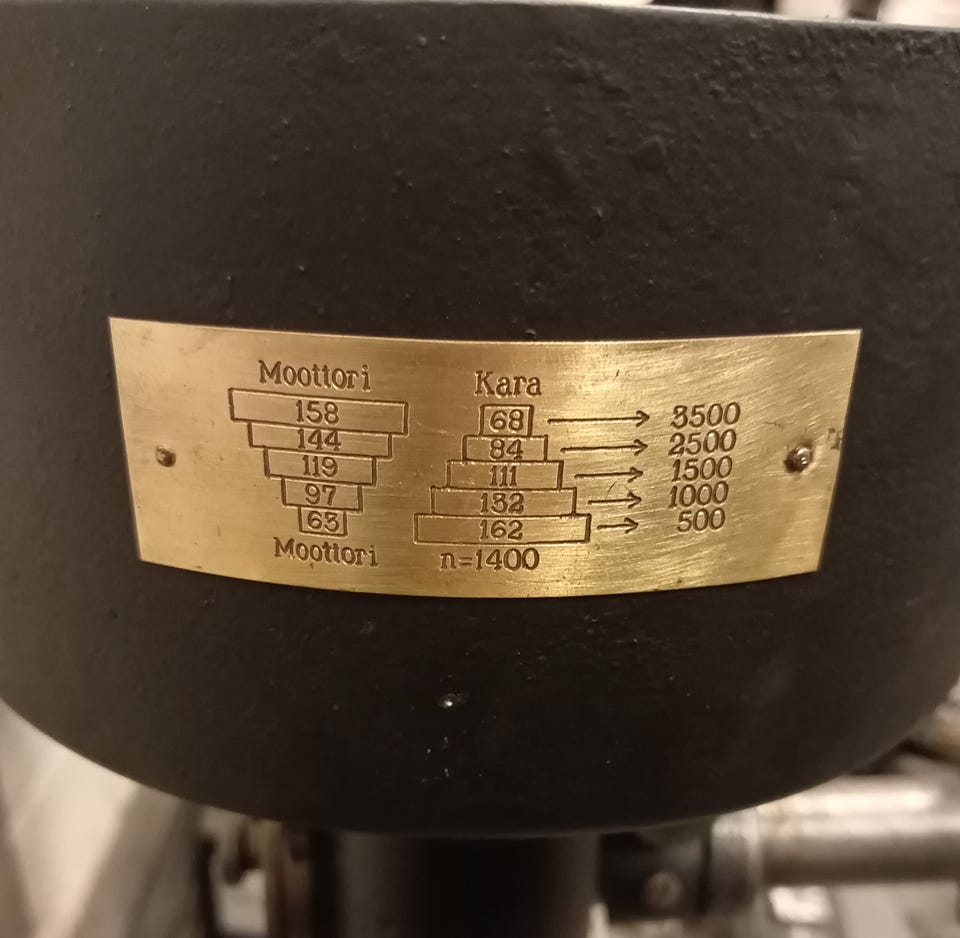 Moottori Kara
158 68 → 3500
144 84 → 2500
119 111 → 1500
97 132 → 1000
63 162 → 500
Moottori n=1400